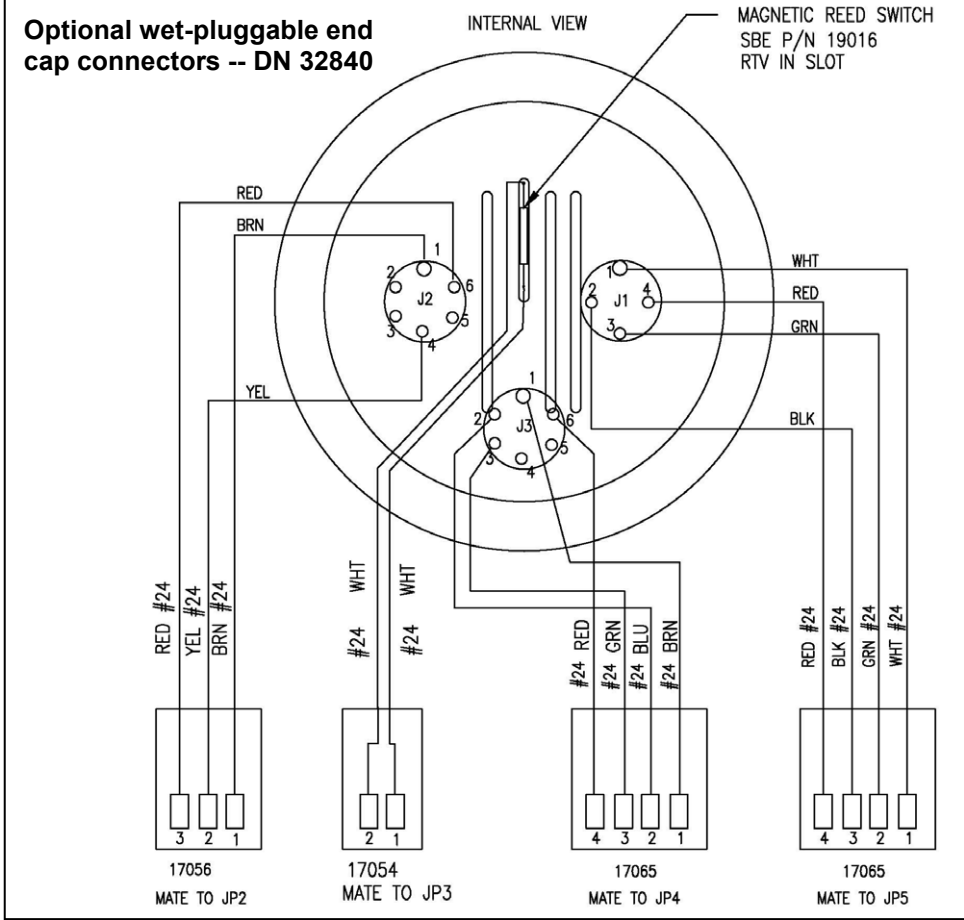 Optional wet-pluggable end
cap connectors -- DN 32840
INTERNAL VIEW
MAGNETIC REED SWITCH
SBE P/N 19016
RTV IN SLOT
RED
BRN
YEL
1
2
3
4
5
6
J2
1
2
3
4
J1
WHT
RED
GRN
BLK
1
2
3
4
5
6
J3
RED #24
YEL #24
BRN #24
#24 WHT
#24 WHT
#24 RED
#24 GRN
#24 BLU
#24 BRN
RED #24
BLK #24
GRN #24
WHT #24
3 2 1
2 1
4 3 2 1
4 3 2 1
17056
MATE TO JP2
17054
MATE TO JP3
17065
MATE TO JP4
17065
MATE TO JP5